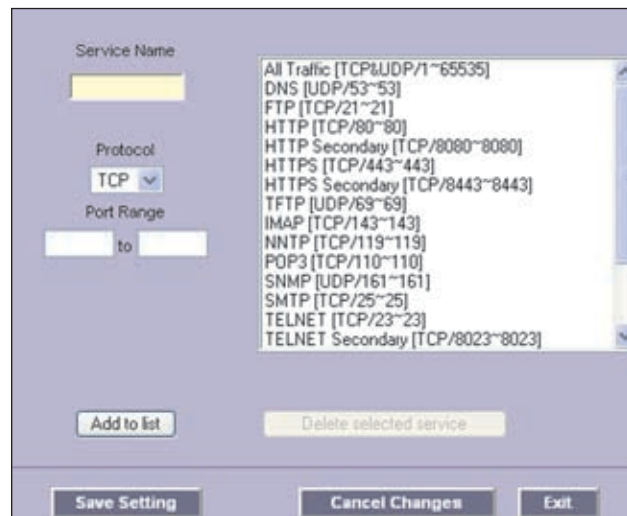 Service Name
All Traffic [TCP&UDP/1~65535]
DNS [UDP/53~53]
FTP [TCP/21~21]
HTTP [TCP/80~80]
HTTP Secondary [TCP/8080~8080]
HTTPS [TCP/443~443]
HTTPS Secondary [TCP/8443~8443]
TFTP [UDP/69~69]
IMAP [TCP/143~143]
NNTP [TCP/119~119]
POP3 [TCP/110~110]
SNMP [UDP/161~161]
SMTP [TCP/25~25]
TELNET [TCP/23~23]
TELNET Secondary [TCP/8023~8023]
Protocol
TCP
Port Range
to
Add to list
Delete selected service
Save Setting
Cancel Changes
Exit